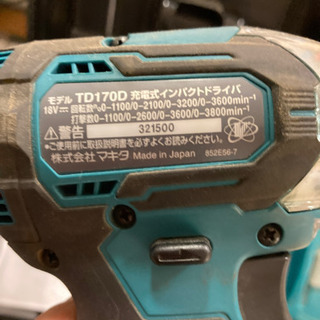 モデル TD170D 充電式インパクトドライバ
18V⎓ 回転数n₀0-1100/0-2100/0-3200/0-3600min⁻¹
打撃数0-1100/0-2600/0-3600/0-3800min⁻¹
⚠警告 321500
●ご使用前に取扱説明書を必ずよくお読みください。
株式会社マキタ Made in Japan 852E56-7